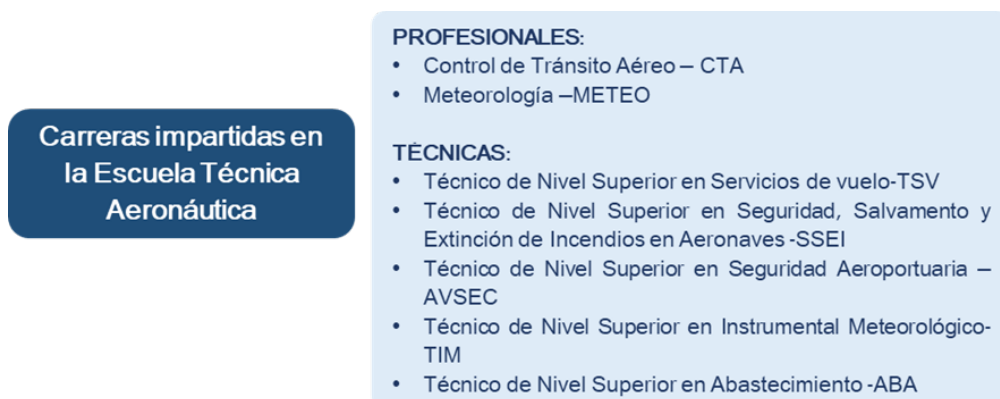 Carreras impartidas en
la Escuela Técnica
Aeronáutica
PROFESIONALES:
• Control de Tránsito Aéreo – CTA
• Meteorología –METEO
TÉCNICAS:
• Técnico de Nivel Superior en Servicios de vuelo-TSV
• Técnico de Nivel Superior en Seguridad, Salvamento y
Extinción de Incendios en Aeronaves -SSEI
• Técnico de Nivel Superior en Seguridad Aeroportuaria –
AVSEC
• Técnico de Nivel Superior en Instrumental Meteorológico-
TIM
• Técnico de Nivel Superior en Abastecimiento -ABA